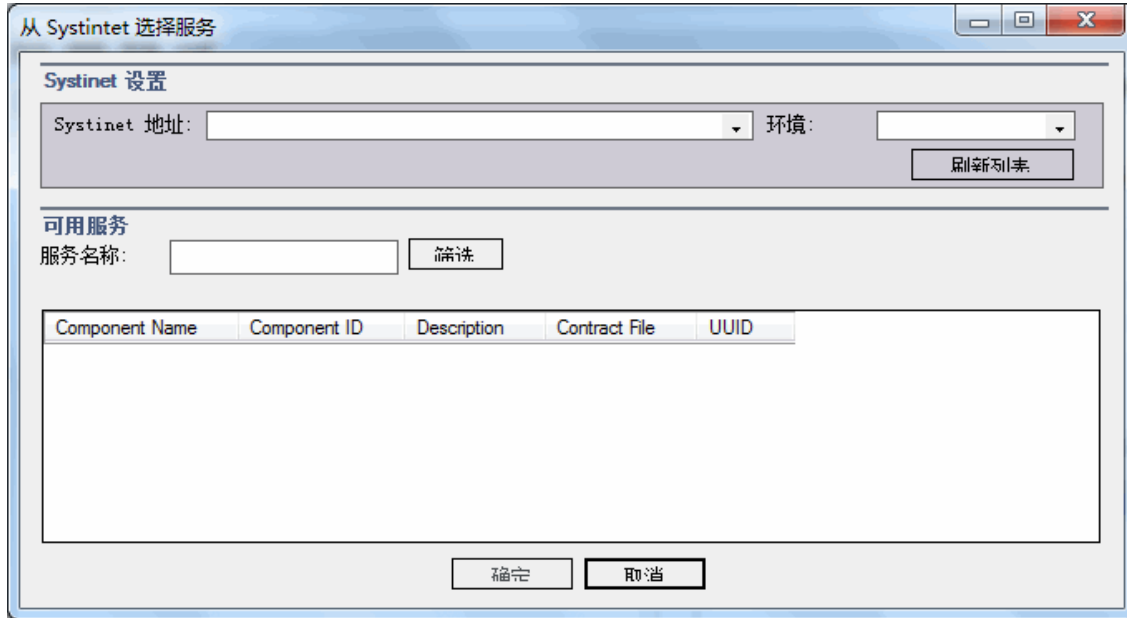 从 Systintet 选择服务
Systinet 设置
Systinet 地址: 环境:
刷新列表
可用服务
服务名称: 筛选
Component Name Component ID Description Contract File UUID
确定 取消